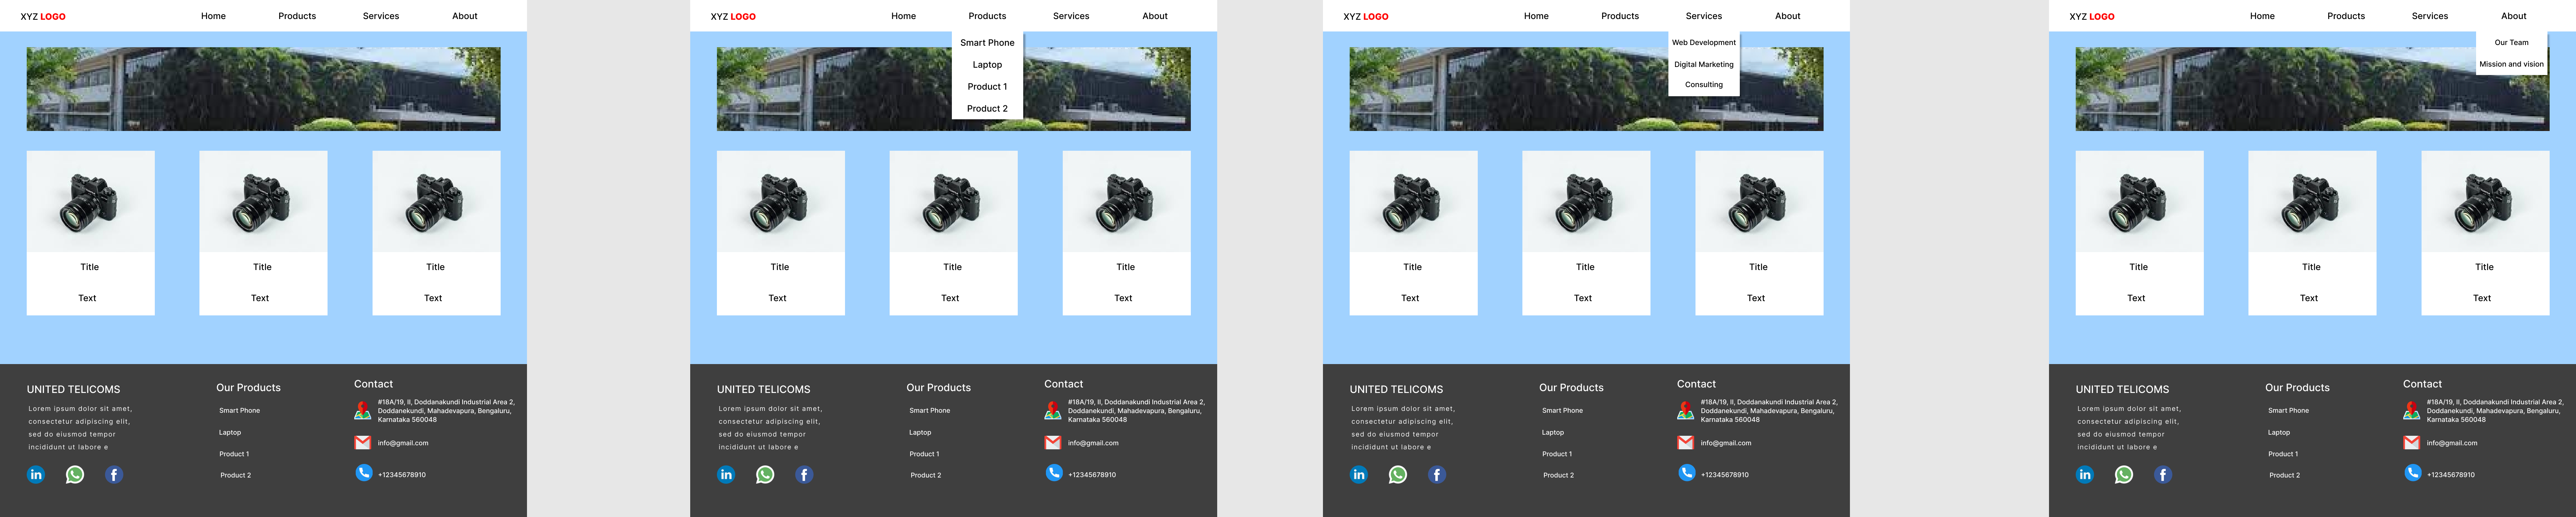 XYZ LOGO
Home
Products
Services
About
Title
Text
Title
Text
Title
Text
UNITED TELICOMS
Lorem ipsum dolor sit amet,
consectetur adipiscing elit,
sed do eiusmod tempor
incididunt ut labore e
Our Products
Smart Phone
Laptop
Product 1
Product 2
Contact
#18A/19, II, Doddanakundi Industrial Area 2,
Doddanekundi, Mahadevapura, Bengaluru,
Karnataka 560048
info@gmail.com
+12345678910
XYZ LOGO
Home
Products
Services
About
Smart Phone
Laptop
Product 1
Product 2
Title
Text
Title
Text
Title
Text
UNITED TELICOMS
Lorem ipsum dolor sit amet,
consectetur adipiscing elit,
sed do eiusmod tempor
incididunt ut labore e
Our Products
Smart Phone
Laptop
Product 1
Product 2
Contact
#18A/19, II, Doddanakundi Industrial Area 2,
Doddanekundi, Mahadevapura, Bengaluru,
Karnataka 560048
info@gmail.com
+12345678910
XYZ LOGO
Home
Products
Services
About
Web Development
Digital Marketing
Consulting
Title
Text
Title
Text
Title
Text
UNITED TELICOMS
Lorem ipsum dolor sit amet,
consectetur adipiscing elit,
sed do eiusmod tempor
incididunt ut labore e
Our Products
Smart Phone
Laptop
Product 1
Product 2
Contact
#18A/19, II, Doddanakundi Industrial Area 2,
Doddanekundi, Mahadevapura, Bengaluru,
Karnataka 560048
info@gmail.com
+12345678910
XYZ LOGO
Home
Products
Services
About
Our Team
Mission and vision
Title
Text
Title
Text
Title
Text
UNITED TELICOMS
Lorem ipsum dolor sit amet,
consectetur adipiscing elit,
sed do eiusmod tempor
incididunt ut labore e
Our Products
Smart Phone
Laptop
Product 1
Product 2
Contact
#18A/19, II, Doddanakundi Industrial Area 2,
Doddanekundi, Mahadevapura, Bengaluru,
Karnataka 560048
info@gmail.com
+12345678910